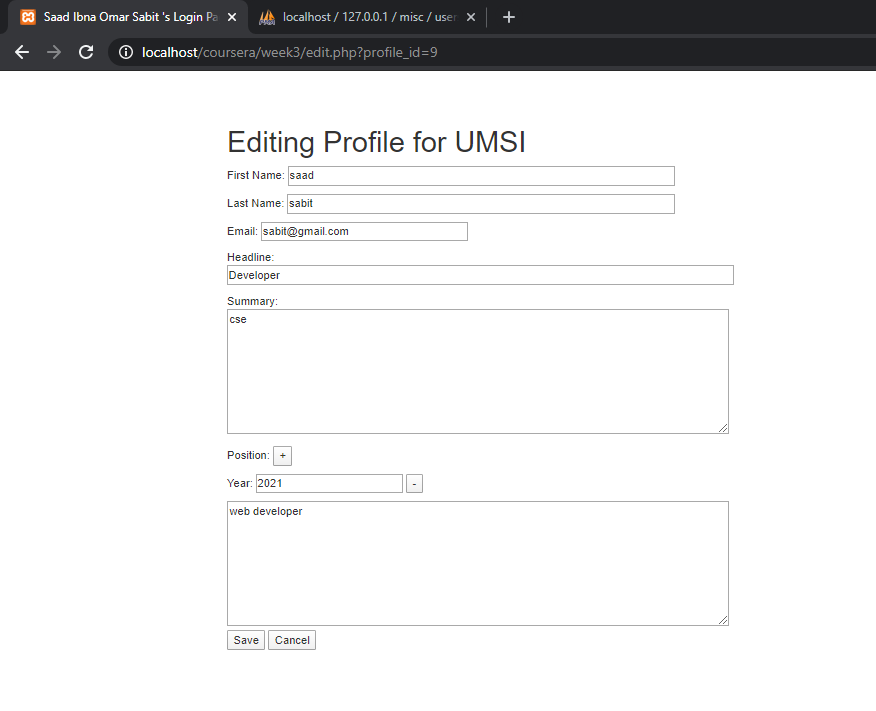 Saad Ibna Omar Sabit 's Login Pa
localhost / 127.0.0.1 / misc / user
localhost/coursera/week3/edit.php?profile_id=9
Editing Profile for UMSI
First Name: saad
Last Name: sabit
Email: sabit@gmail.com
Headline:
Developer
Summary:
cse
Position: +
Year: 2021 -
web developer
Save Cancel